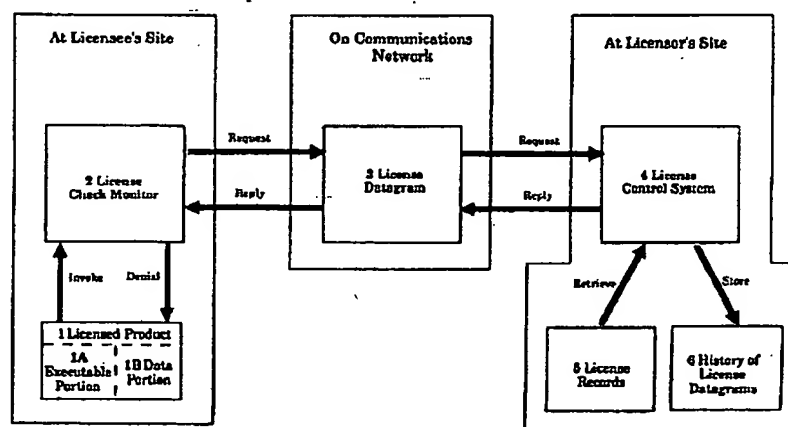 At Licensee's Site
On Communications
Network
At Licensor's Site
Request
Request
2 License
Check Monitor
3 License
Datagram
4 License
Control System
Reply
Reply
Invoke
Denial
Retrieve
Store
1 Licensed Product
1A
Executable
Portion
1B Data
Portion
5 License
Records
6 History of
License
Datagrams